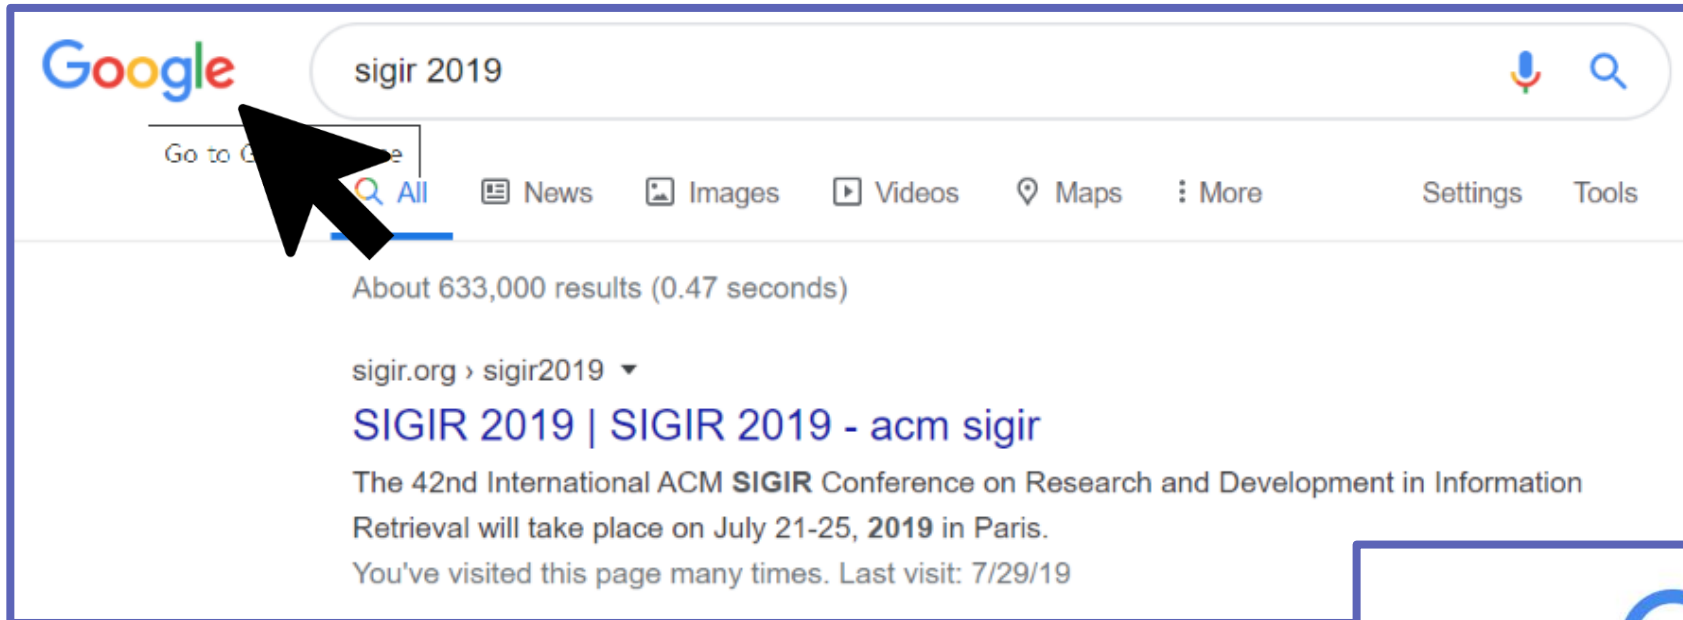 Google
sigir 2019
Go to G e
All News Images Videos Maps More Settings Tools
About 633,000 results (0.47 seconds)
sigir.org › sigir2019
SIGIR 2019 | SIGIR 2019 - acm sigir
The 42nd International ACM SIGIR Conference on Research and Development in Information
Retrieval will take place on July 21-25, 2019 in Paris.
You've visited this page many times. Last visit: 7/29/19